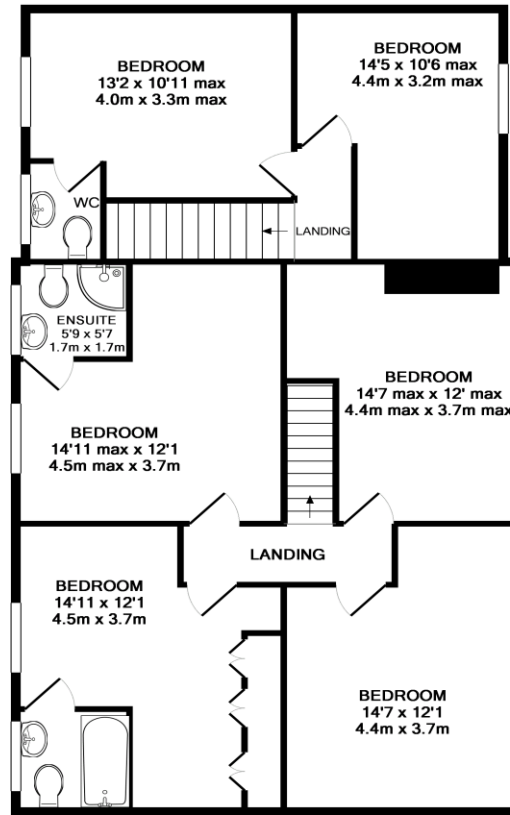 BEDROOM
13'2 x 10'11 max
4.0m x 3.3m max
BEDROOM
14'5 x 10'6 max
4.4m x 3.2m max
WC
LANDING
ENSUITE
5'9 x 5'7
1.7m x 1.7m
BEDROOM
14'7 max x 12' max
4.4m max x 3.7m max
BEDROOM
14'11 max x 12'1
4.5m max x 3.7m
LANDING
BEDROOM
14'11 x 12'1
4.5m x 3.7m
BEDROOM
14'7 x 12'1
4.4m x 3.7m